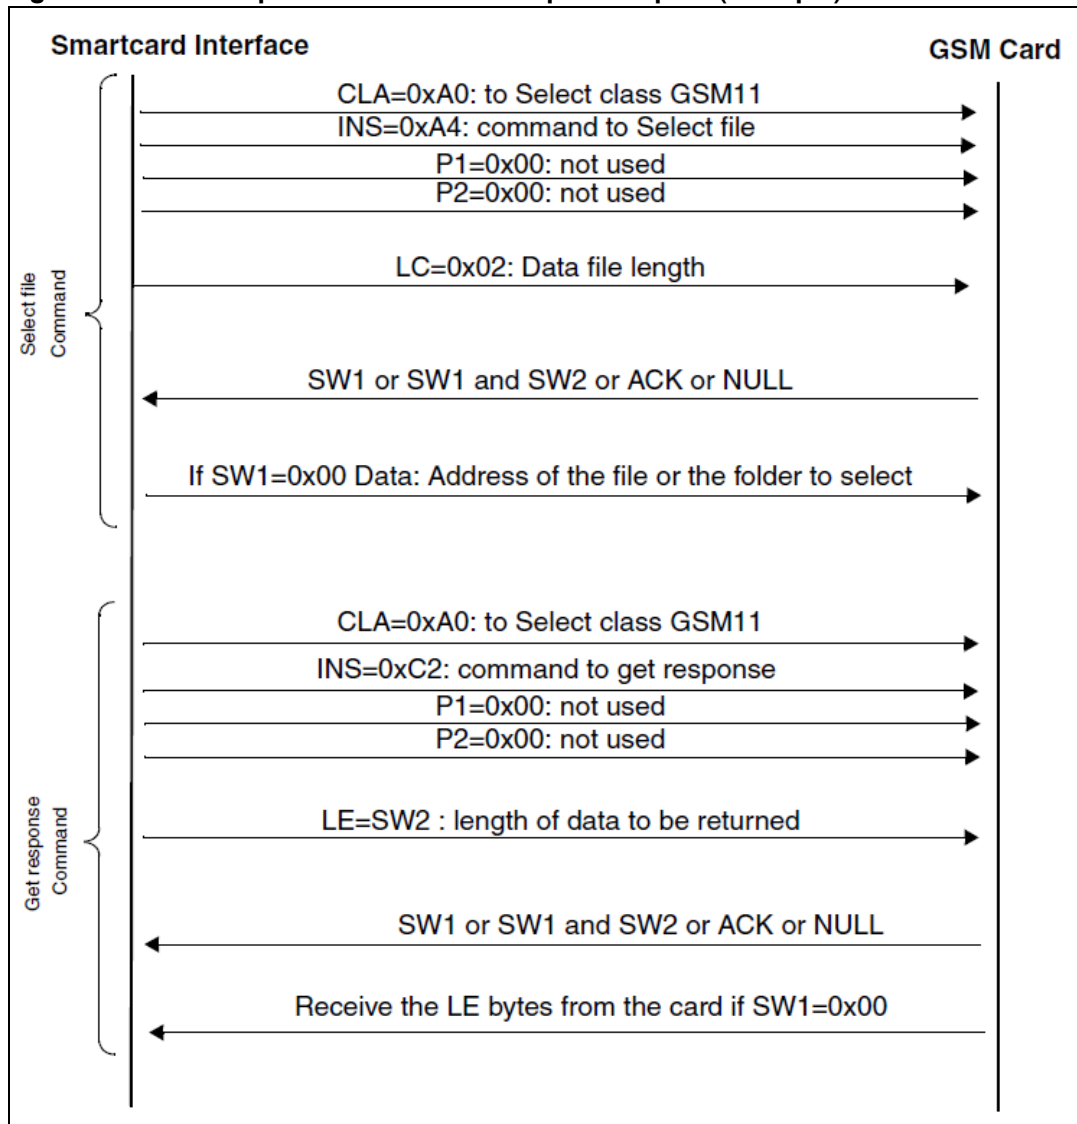 Smartcard Interface
GSM Card
CLA=0xA0: to Select class GSM11
INS=0xA4: command to Select file
P1=0x00: not used
P2=0x00: not used
LC=0x02: Data file length
Select file
Command
SW1 or SW1 and SW2 or ACK or NULL
If SW1=0x00 Data: Address of the file or the folder to select
CLA=0xA0: to Select class GSM11
INS=0xC2: command to get response
P1=0x00: not used
P2=0x00: not used
LE=SW2 : length of data to be returned
Get response
Command
SW1 or SW1 and SW2 or ACK or NULL
Receive the LE bytes from the card if SW1=0x00